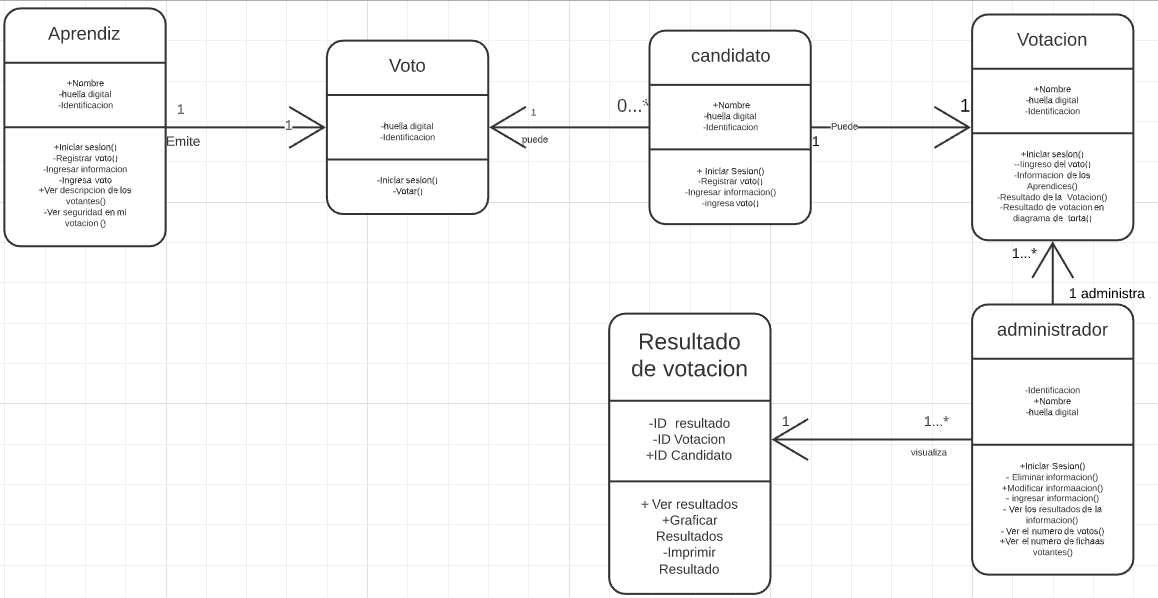 Aprendiz
+Nombre
-huella digital
-Identificacion
+Iniciar sesion()
-Registrar voto()
-Ingresar informacion
-Ingresa voto
+Ver descripcion de los
votantes()
-Ver seguridad en mi
votacion ()
1
Emite
1
Voto
-huella digital
-Identificacion
-Iniciar sesion()
-Votar()
1
puede
0...*
candidato
+Nombre
-huella digital
-Identificacion
+ Iniciar Sesion()
-Registrar voto()
-Ingresar informacion()
-ingresa voto()
1
Puede
1
Votacion
+Nombre
-huella digital
-Identificacion
+Iniciar sesion()
--Iingreso del voto()
-Informacion de los
Aprendices()
-Resultado de la Votacion()
-Resultado de votacion en
diagrama de torta()
1...*
1 administra
administrador
-Identificacion
+Nombre
-huella digital
+Iniciar Sesion()
- Eliminar informacion()
+Modificar informaacion()
- ingresar informacion()
- Ver los resultados de la
informacion()
- Ver el numero de votos()
+Ver el numero de fichaas
votantes()
1
1...*
visualiza
Resultado
de votacion
-ID resultado
-ID Votacion
+ID Candidato
+ Ver resultados
+Graficar
Resultados
-Imprimir
Resultado